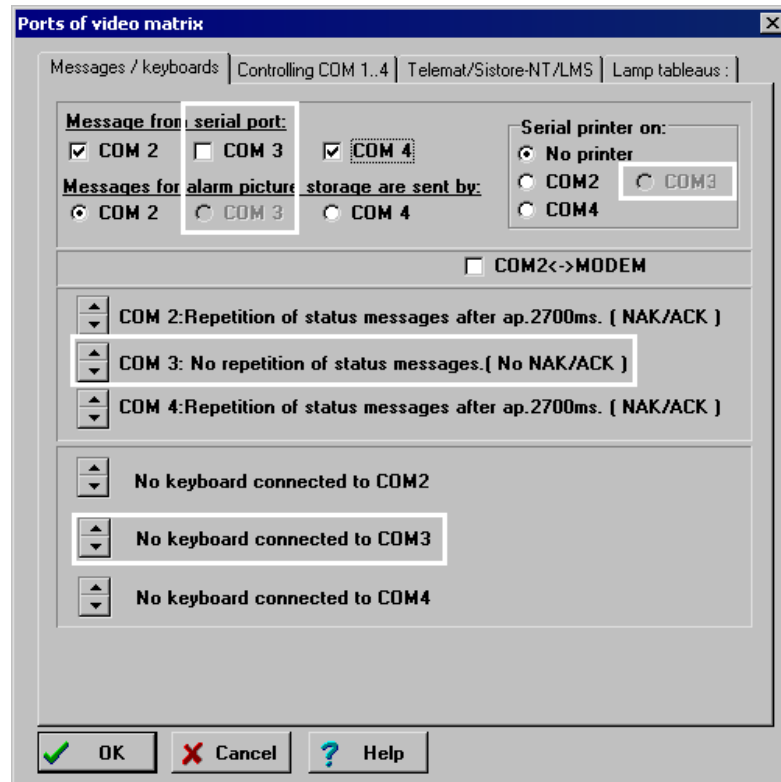 Ports of video matrix
Messages / keyboards Controlling COM 1..4 Telemat/Sistore-NT/LMS Lamp tableaus :
Message from serial port:
COM 2 COM 3 COM 4
Messages for alarm picture storage are sent by:
COM 2 COM 3 COM 4
Serial printer on:
No printer
COM2 COM3
COM4
COM2<->MODEM
COM 2:Repetition of status messages after ap.2700ms. ( NAK/ACK )
COM 3: No repetition of status messages.( No NAK/ACK )
COM 4:Repetition of status messages after ap.2700ms. ( NAK/ACK )
No keyboard connected to COM2
No keyboard connected to COM3
No keyboard connected to COM4
OK Cancel Help